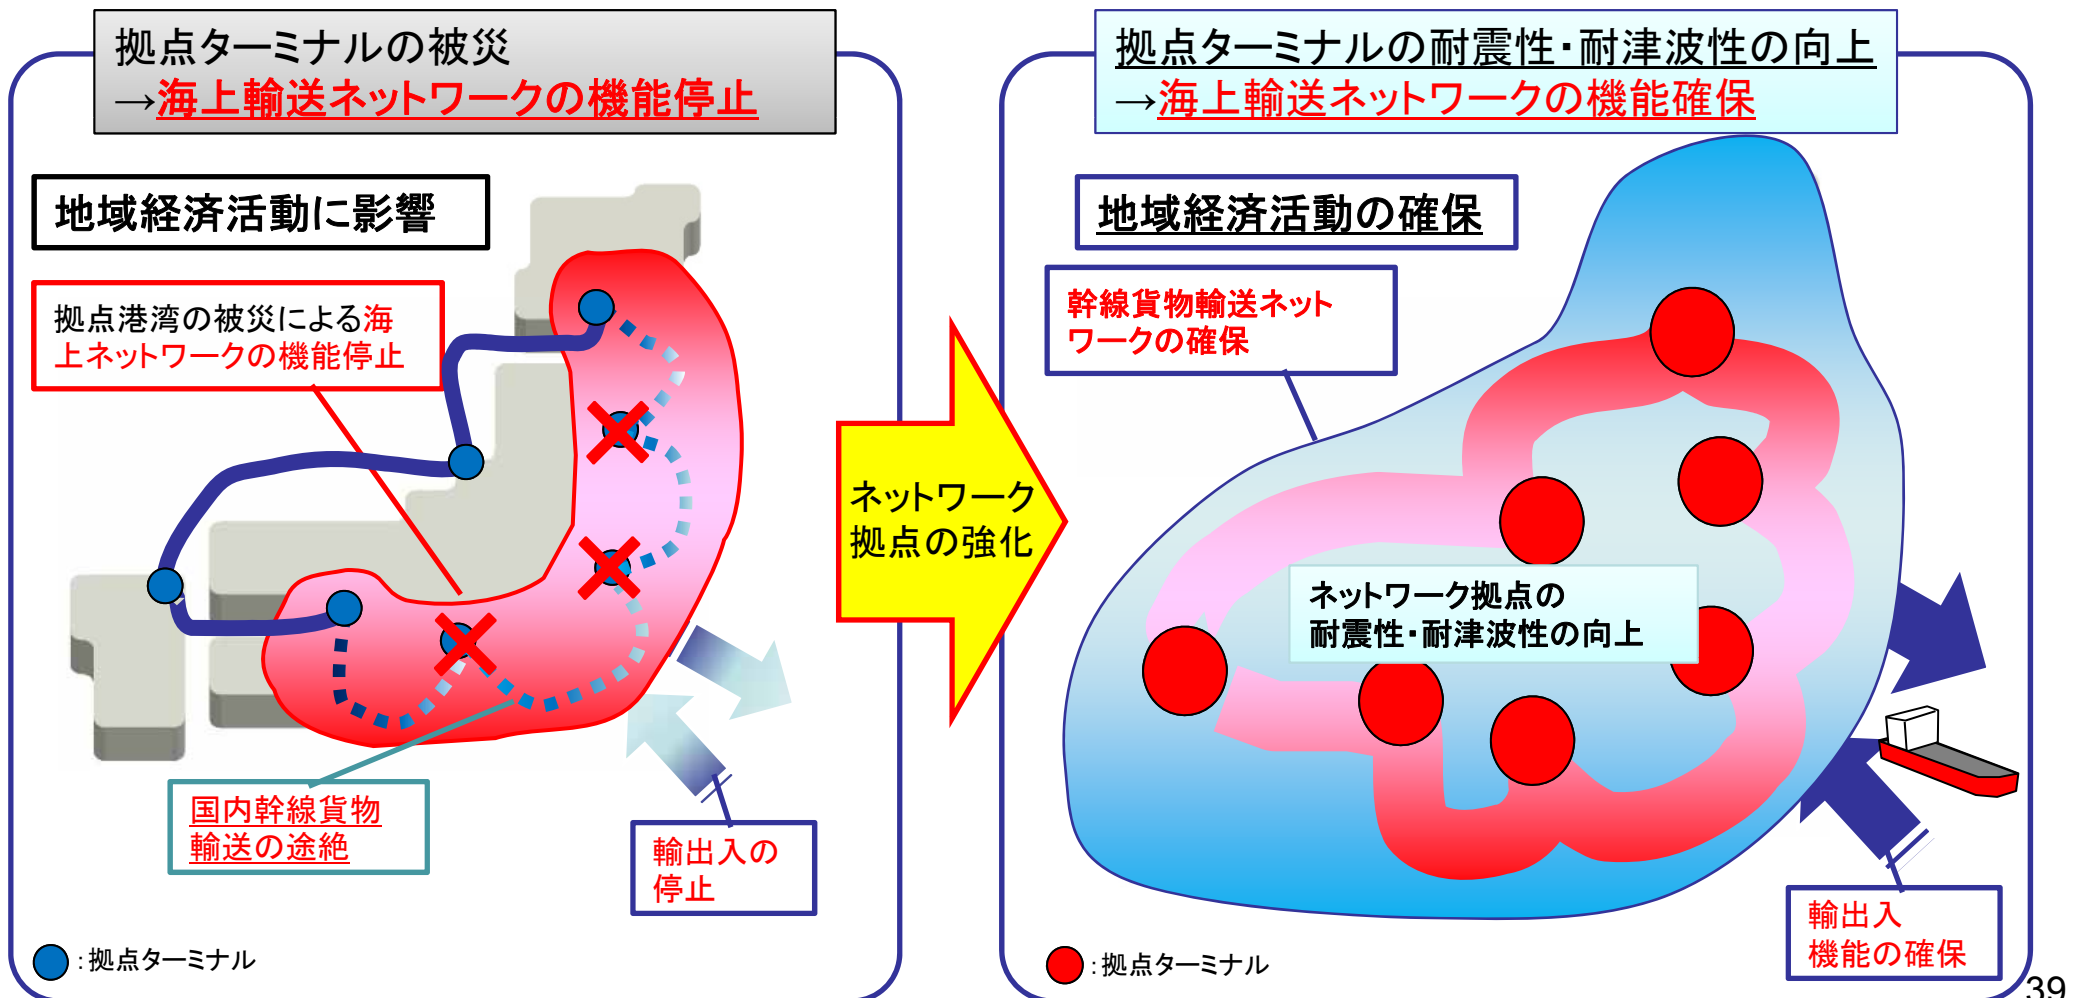 拠点ターミナルの被災
→海上輸送ネットワークの機能停止
地域経済活動に影響
拠点港湾の被災による海
上ネットワークの機能停止
国内幹線貨物
輸送の途絶
輸出入の
停止
:拠点ターミナル
ネットワーク
拠点の強化
拠点ターミナルの耐震性・耐津波性の向上
→海上輸送ネットワークの機能確保
地域経済活動の確保
幹線貨物輸送ネット
ワークの確保
ネットワーク拠点の
耐震性・耐津波性の向上
輸出入
機能の確保
:拠点ターミナル
39